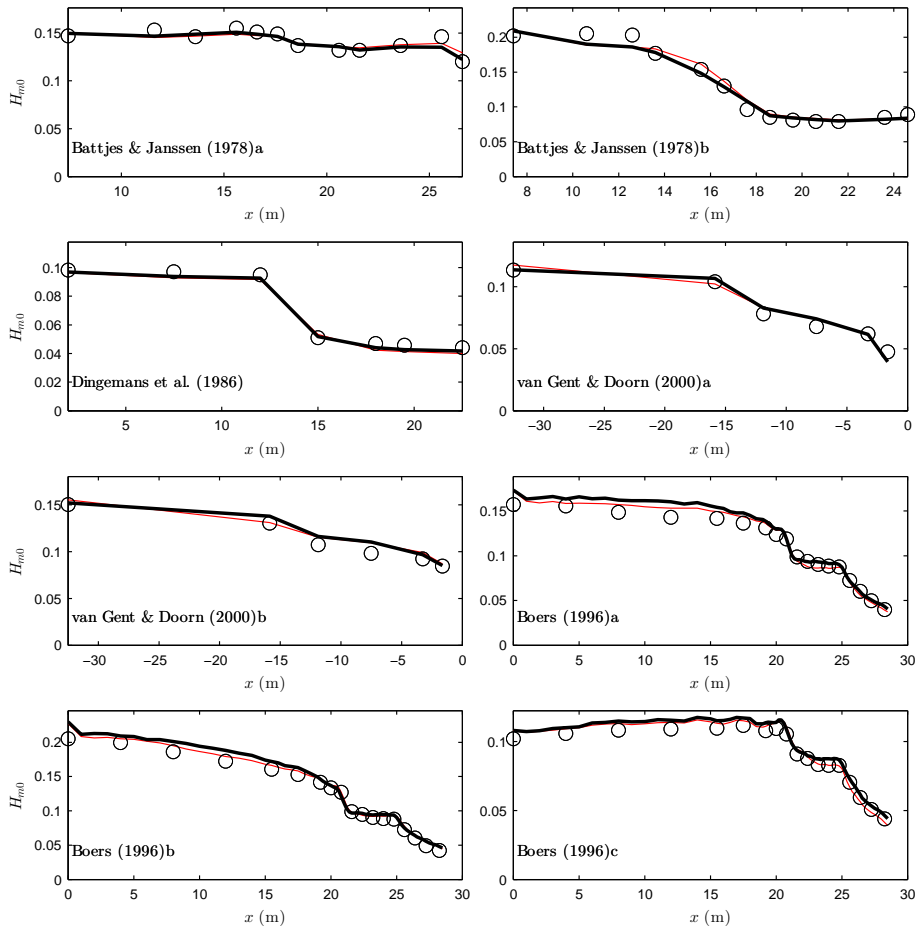 0.15
0.1
0.05
0
H_{m0}
Battjes & Janssen (1978)a
10 15 20 25
x (m)
0.2
0.15
0.1
0.05
0
Battjes & Janssen (1978)b
8 10 12 14 16 18 20 22 24
x (m)
0.1
0.08
0.06
0.04
0.02
0
H_{m0}
Dingemans et al. (1986)
5 10 15 20
x (m)
0.1
0.05
0
van Gent & Doorn (2000)a
−30 −25 −20 −15 −10 −5 0
x (m)
0.15
0.1
0.05
0
H_{m0}
van Gent & Doorn (2000)b
−30 −25 −20 −15 −10 −5 0
x (m)
0.15
0.1
0.05
0
Boers (1996)a
0 5 10 15 20 25 30
x (m)
0.2
0.15
0.1
0.05
0
H_{m0}
Boers (1996)b
0 5 10 15 20 25 30
x (m)
0.1
0.05
0
Boers (1996)c
0 5 10 15 20 25 30
x (m)